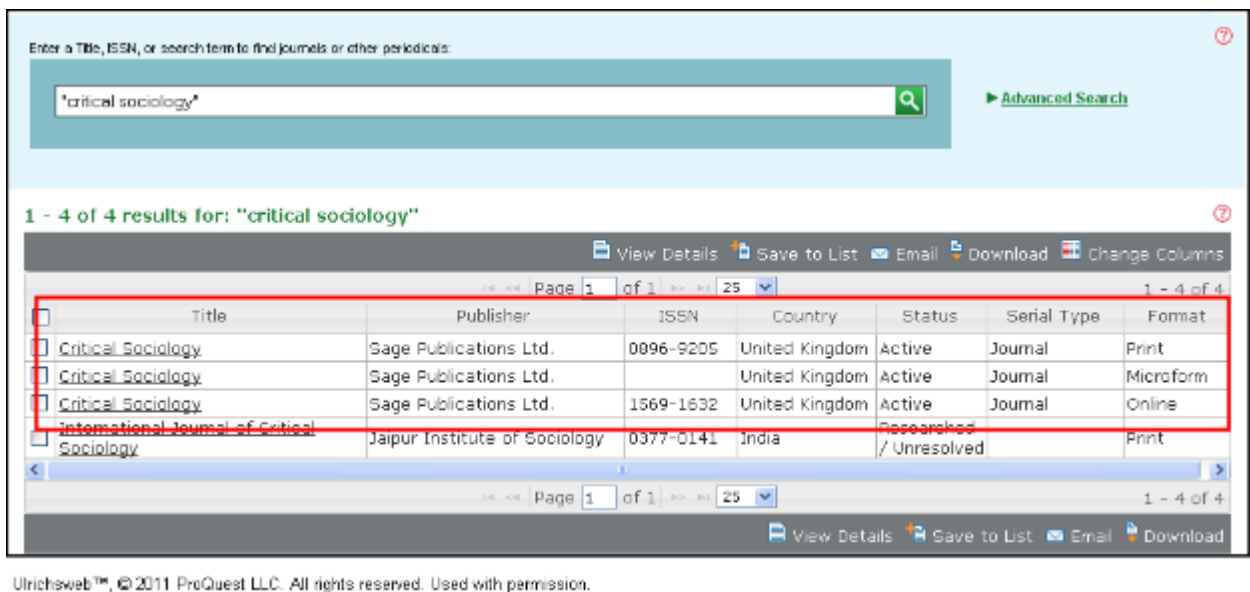 Enter a Title, ISSN, or search term to find journals or other periodicals:
"critical sociology"
Advanced Search
1 - 4 of 4 results for: "critical sociology"
View Details Save to List Email Download Change Columns
Page 1 of 1 25 1 - 4 of 4
Title Publisher ISSN Country Status Serial Type Format
Critical Sociology Sage Publications Ltd. 0896-9205 United Kingdom Active Journal Print
Critical Sociology Sage Publications Ltd. United Kingdom Active Journal Microform
Critical Sociology Sage Publications Ltd. 1569-1632 United Kingdom Active Journal Online
International Journal of Critical Researched
Jaipur Institute of Sociology 0377-0141 India Print
Sociology / Unresolved
Page 1 of 1 25 1 - 4 of 4
View Details Save to List Email Download
Ulrichsweb™, © 2011 ProQuest LLC. All rights reserved. Used with permission.